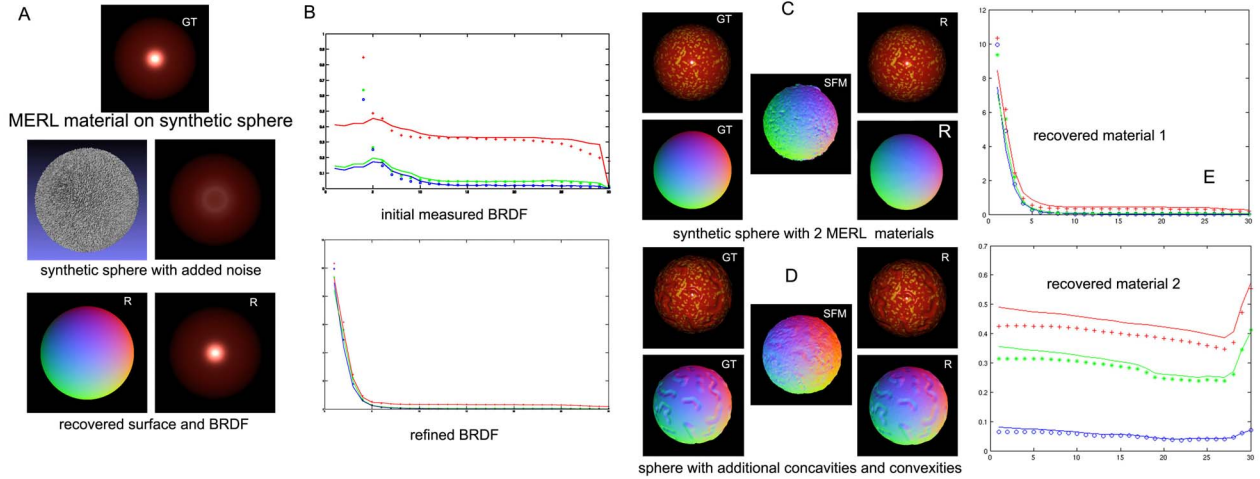 A
GT
MERL material on synthetic sphere
synthetic sphere with added noise
R
R
recovered surface and BRDF
B
initial measured BRDF
refined BRDF
C
GT
R
SFM
GT
R
synthetic sphere with 2 MERL materials
GT
D
R
SFM
GT
R
sphere with additional concavities and convexities
12
10
8
6
4
2
0
0 5 10 15 20 25 30
recovered material 1
E
0.7
0.6
0.5
0.4
0.3
0.2
0.1
0
0 5 10 15 20 25 30
recovered material 2